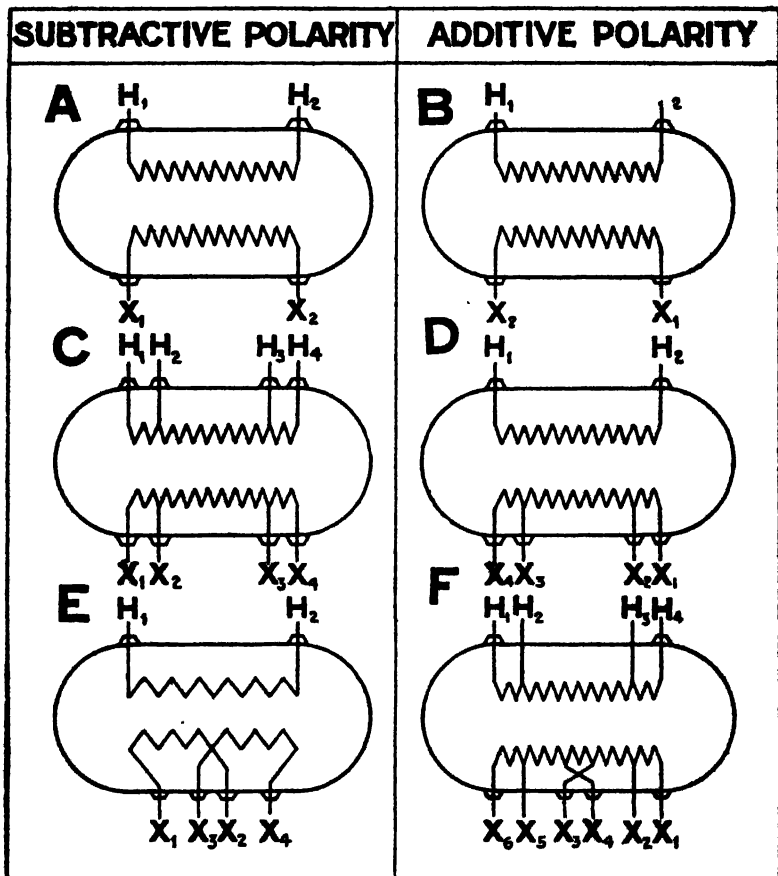 SUBTRACTIVE POLARITY ADDITIVE POLARITY
A H₁ H₂
X₁ X₂
B H₁ ₂
X₂ X₁
C H₁ H₂ H₃ H₄
X₁ X₂ X₃ X₄
D H₁ H₂
X₄ X₃ X₂ X₁
E H₁ H₂
X₁ X₃ X₂ X₄
F H₁ H₂ H₃ H₄
X₆ X₅ X₃ X₄ X₂ X₁